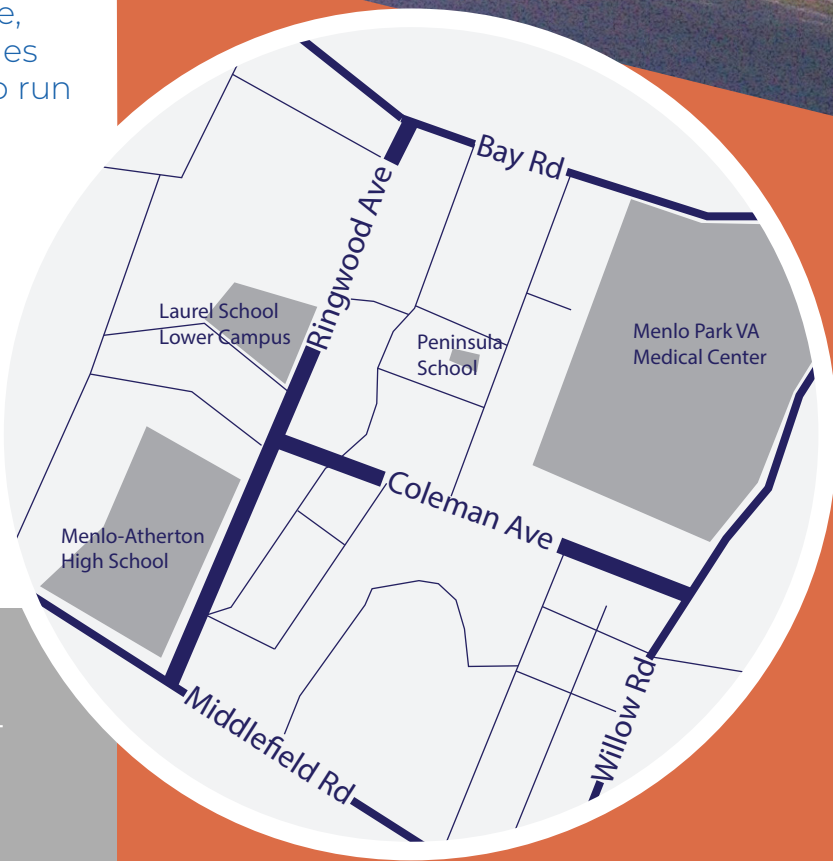 e,
es
o run
Bay Rd
Ringwood Ave
Laurel School
Lower Campus
Peninsula
School
Menlo Park VA
Medical Center
Coleman Ave
Menlo-Atherton
High School
Willow Rd
Middlefield Rd